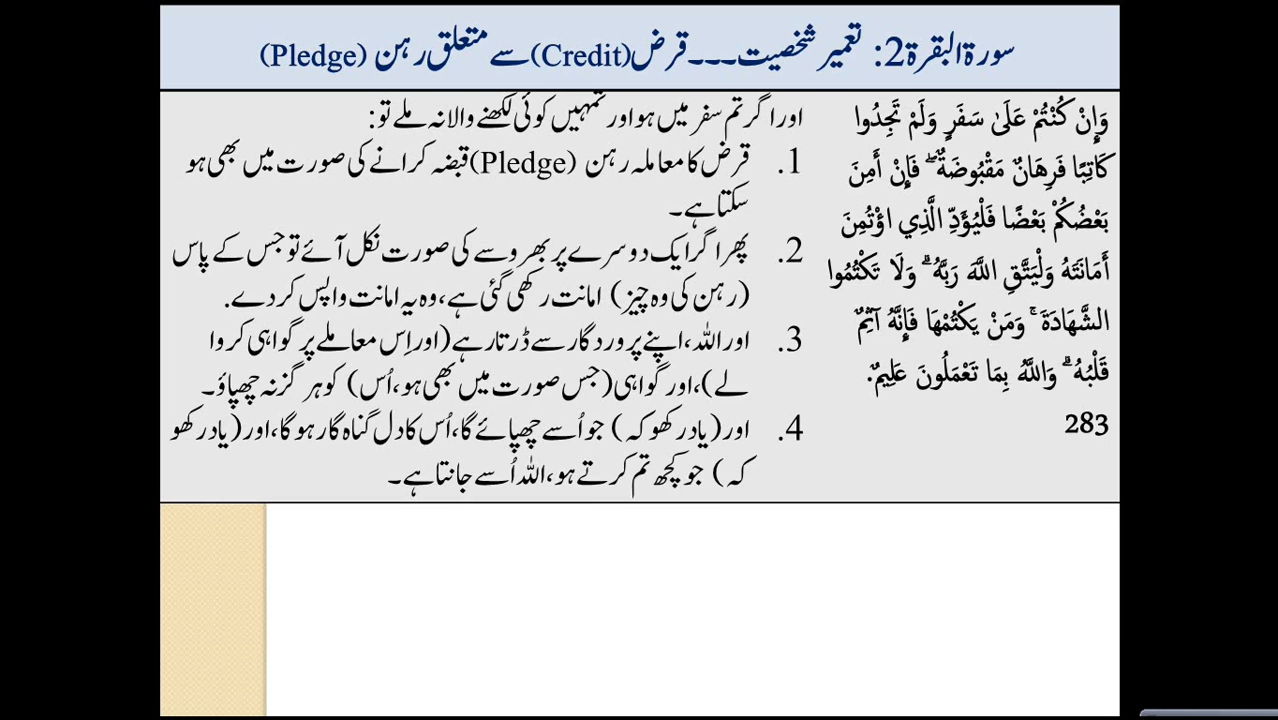 سورۃ البقرۃ 2: تعمیر شخصیت۔۔۔قرض (Credit) سے متعلق رہن (Pledge)
وَإِنْ كُنْتُمْ عَلَىٰ سَفَرٍ وَلَمْ تَجِدُوا
كَاتِبًا فَرِهَانٌ مَقْبُوضَةٌ ۖ فَإِنْ أَمِنَ
بَعْضُكُمْ بَعْضًا فَلْيُؤَدِّ الَّذِي اؤْتُمِنَ
أَمَانَتَهُ وَلْيَتَّقِ اللَّهَ رَبَّهُ ۗ وَلَا تَكْتُمُوا
الشَّهَادَةَ ۚ وَمَنْ يَكْتُمْهَا فَإِنَّهُ آثِمٌ
قَلْبُهُ ۗ وَاللَّهُ بِمَا تَعْمَلُونَ عَلِيمٌ.
283
اور اگر تم سفر میں ہو اور تمہیں کوئی لکھنے والا نہ ملے تو:
1. قرض کا معاملہ رہن (Pledge) قبضہ کرانے کی صورت میں بھی ہو
سکتا ہے۔
2. پھر اگر ایک دوسرے پر بھروسے کی صورت نکل آئے تو جس کے پاس
(رہن کی وہ چیز) امانت رکھی گئی ہے، وہ یہ امانت واپس کر دے.
3. اور اللہ، اپنے پروردگار سے ڈرتا رہے (اور اِس معاملے پر گواہی کروا
لے)، اور گواہی (جس صورت میں بھی ہو، اُس) کو ہر گز نہ چھپاؤ۔
4. اور (یاد رکھو کہ) جو اُسے چھپائے گا، اُس کا دل گناہ گار ہو گا، اور (یاد رکھو
کہ) جو کچھ تم کرتے ہو، اللہ اُسے جانتا ہے۔